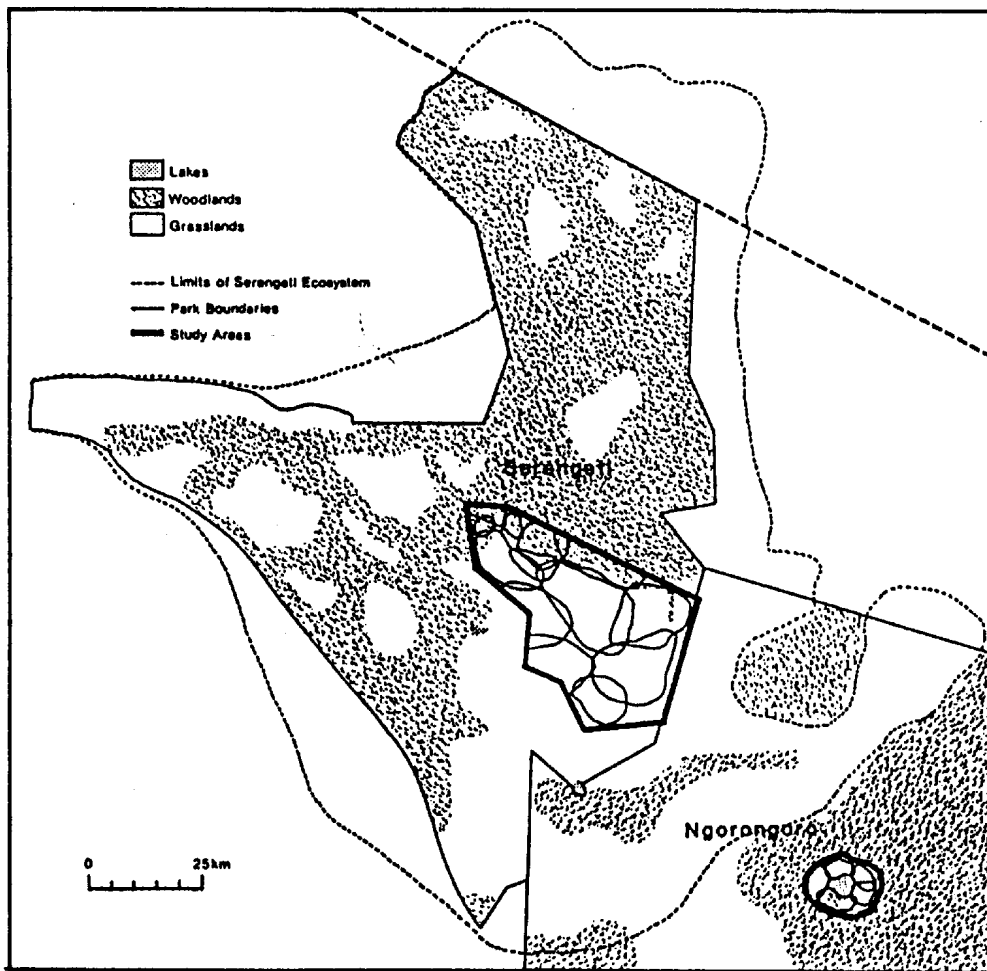 Lakes
Woodlands
Grasslands
Limits of Serengeti Ecosystem
Park Boundaries
Study Areas
Serengeti
Ngorongoro
0 25km